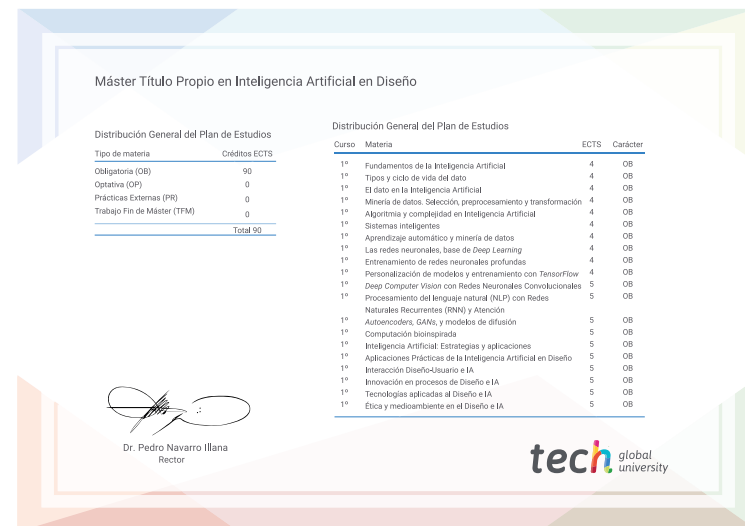 Máster Título Propio en Inteligencia Artificial en Diseño
Distribución General del Plan de Estudios
Tipo de materia Créditos ECTS
Obligatoria (OB) 90
Optativa (OP) 0
Prácticas Externas (PR) 0
Trabajo Fin de Máster (TFM) 0
Total 90
Distribución General del Plan de Estudios
Curso Materia ECTS Carácter
1º Fundamentos de la Inteligencia Artificial 4 OB
1º Tipos y ciclo de vida del dato 4 OB
1º El dato en la Inteligencia Artificial 4 OB
1º Minería de datos. Selección, preprocesamiento y transformación 4 OB
1º Algoritmia y complejidad en Inteligencia Artificial 4 OB
1º Sistemas inteligentes 4 OB
1º Aprendizaje automático y minería de datos 4 OB
1º Las redes neuronales, base de Deep Learning 4 OB
1º Entrenamiento de redes neuronales profundas 4 OB
1º Personalización de modelos y entrenamiento con TensorFlow 4 OB
1º Deep Computer Vision con Redes Neuronales Convolucionales 5 OB
1º Procesamiento del lenguaje natural (NLP) con Redes 5 OB
Naturales Recurrentes (RNN) y Atención
1º Autoencoders, GANs, y modelos de difusión 5 OB
1º Computación bioinspirada 5 OB
1º Inteligencia Artificial: Estrategias y aplicaciones 5 OB
1º Aplicaciones Prácticas de la Inteligencia Artificial en Diseño 5 OB
1º Interacción Diseño-Usuario e IA 5 OB
1º Innovación en procesos de Diseño e IA 5 OB
1º Tecnologías aplicadas al Diseño e IA 5 OB
1º Ética y medioambiente en el Diseño e IA 5 OB
Dr. Pedro Navarro Illana
Rector
tech global
university